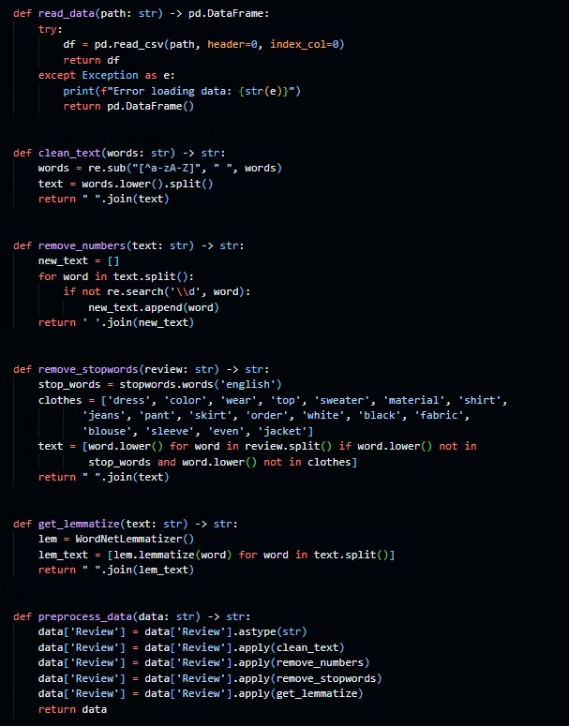 def read_data(path: str) -> pd.DataFrame:
    try:
        df = pd.read_csv(path, header=0, index_col=0)
        return df
    except Exception as e:
        print(f"Error loading data: {str(e)}")
        return pd.DataFrame()
def clean_text(words: str) -> str:
    words = re.sub("[^a-zA-Z]", " ", words)
    text = words.lower().split()
    return " ".join(text)
def remove_numbers(text: str) -> str:
    new_text = []
    for word in text.split():
        if not re.search('\\d', word):
            new_text.append(word)
    return ' '.join(new_text)
def remove_stopwords(review: str) -> str:
    stop_words = stopwords.words('english')
    clothes = ['dress', 'color', 'wear', 'top', 'sweater', 'material', 'shirt',
           'jeans', 'pant', 'skirt', 'order', 'white', 'black', 'fabric',
           'blouse', 'sleeve', 'even', 'jacket']
    text = [word.lower() for word in review.split() if word.lower() not in
            stop_words and word.lower() not in clothes]
    return " ".join(text)
def get_lemmatize(text: str) -> str:
    lem = WordNetLemmatizer()
    lem_text = [lem.lemmatize(word) for word in text.split()]
    return " ".join(lem_text)
def preprocess_data(data: str) -> str:
    data['Review'] = data['Review'].astype(str)
    data['Review'] = data['Review'].apply(clean_text)
    data['Review'] = data['Review'].apply(remove_numbers)
    data['Review'] = data['Review'].apply(remove_stopwords)
    data['Review'] = data['Review'].apply(get_lemmatize)
    return data